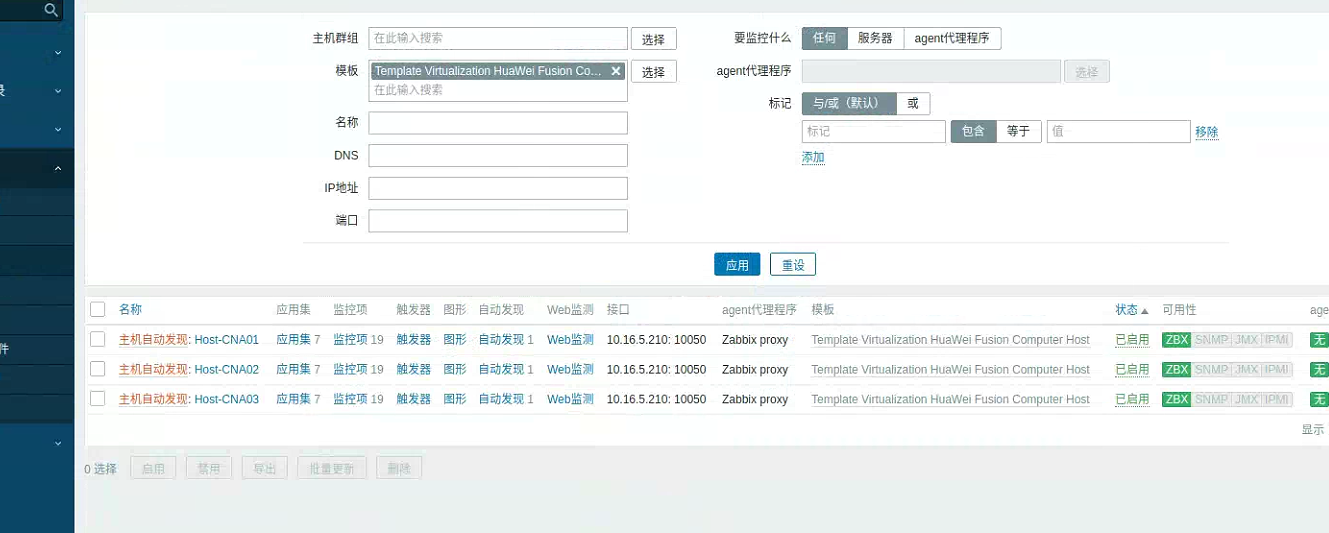 主机群组 在此输入搜索 选择 要监控什么 任何 服务器 agent代理程序
模板 Template Virtualization HuaWei Fusion Co... 选择 agent代理程序 选择
在此输入搜索
标记 与/或（默认） 或
名称
标记 包含 等于 值 移除
DNS
添加
IP地址
端口
应用 重设
名称 应用集 监控项 触发器 图形 自动发现 Web监测 接口 agent代理程序 模板 状态 可用性 age
主机自动发现: Host-CNA01 应用集 7 监控项 19 触发器 图形 自动发现 1 Web监测 10.16.5.210: 10050 Zabbix proxy Template Virtualization HuaWei Fusion Computer Host 已启用 ZBX SNMP JMX IPMI 无
主机自动发现: Host-CNA02 应用集 7 监控项 19 触发器 图形 自动发现 1 Web监测 10.16.5.210: 10050 Zabbix proxy Template Virtualization HuaWei Fusion Computer Host 已启用 ZBX SNMP JMX IPMI 无
主机自动发现: Host-CNA03 应用集 7 监控项 19 触发器 图形 自动发现 1 Web监测 10.16.5.210: 10050 Zabbix proxy Template Virtualization HuaWei Fusion Computer Host 已启用 ZBX SNMP JMX IPMI 无
件
显示
0 选择 启用 禁用 导出 批量更新 删除